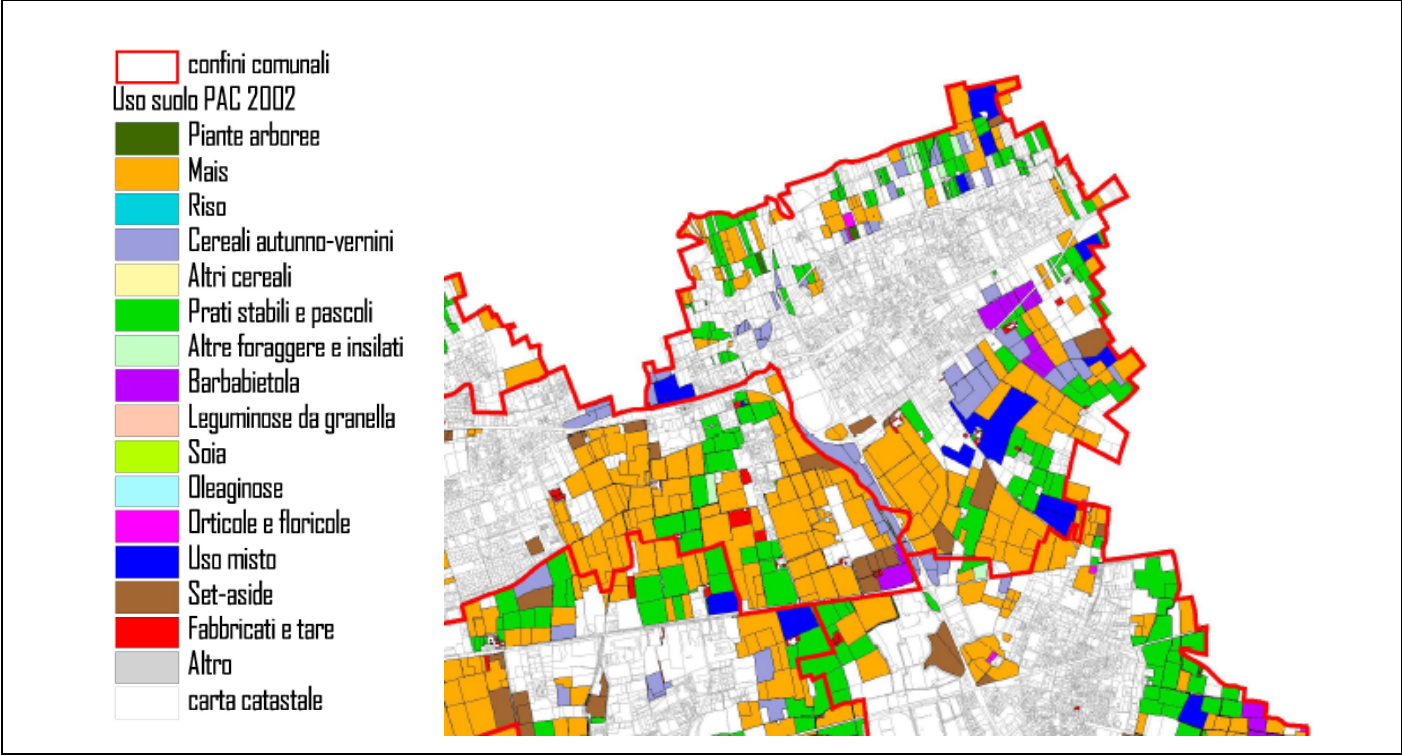 confini comunali
Uso suolo PAC 2002
Piante arboree
Mais
Riso
Cereali autunno-vernini
Altri cereali
Prati stabili e pascoli
Altre foraggere e insilati
Barbabietola
Leguminose da granella
Soia
Oleaginose
Orticole e floricole
Uso misto
Set-aside
Fabbricati e tare
Altro
carta catastale